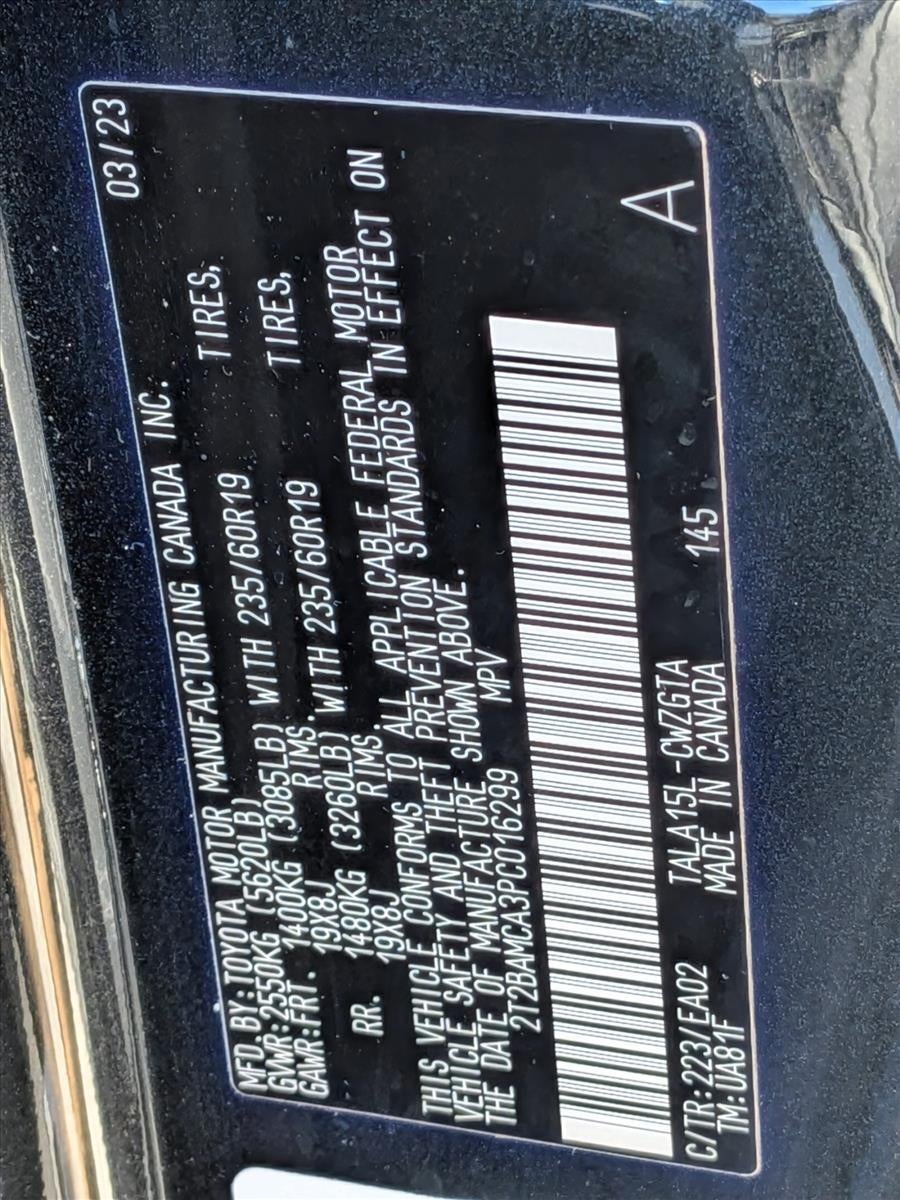 MFD.BY:TOYOTA MOTOR MANUFACTURING CANADA INC. 03/23
GVWR:2550KG (5620LB)
GAWR:FRT. 1400KG (3085LB) WITH 235/60R19 TIRES,
19X8J RIMS.
RR. 1480KG (3260LB) WITH 235/60R19 TIRES,
19X8J RIMS.
THIS VEHICLE CONFORMS TO ALL APPLICABLE FEDERAL MOTOR
VEHICLE SAFETY AND THEFT PREVENTION STANDARDS IN EFFECT ON
THE DATE OF MANUFACTURE SHOWN ABOVE.
2T2BAMCA3PC016299 MPV
A
C/TR:223/EA02 TALA15L-CWZGTA 145
TM:UA81F MADE IN CANADA